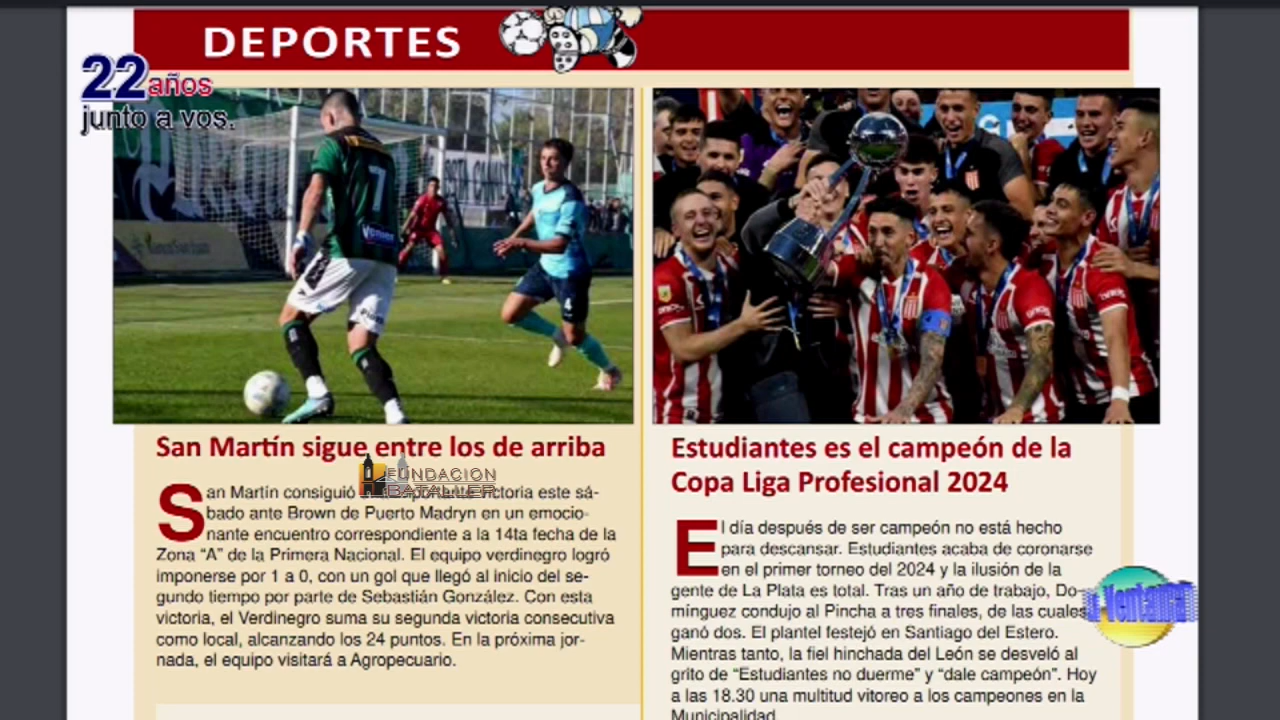 DEPORTES
22 años
junto a vos.
7
4
San Martín sigue entre los de arriba
FUNDACION
BATALLER
San Martín consiguió victoria este sá-
bado ante Brown de Puerto Madryn en un emocio-
nante encuentro correspondiente a la 14ta fecha de la
Zona “A” de la Primera Nacional. El equipo verdinegro logró
imponerse por 1 a 0, con un gol que llegó al inicio del se-
gundo tiempo por parte de Sebastián González. Con esta
victoria, el Verdinegro suma su segunda victoria consecutiva
como local, alcanzando los 24 puntos. En la próxima jor-
nada, el equipo visitará a Agropecuario.
Estudiantes es el campeón de la
Copa Liga Profesional 2024
El día después de ser campeón no está hecho
para descansar. Estudiantes acaba de coronarse
en el primer torneo del 2024 y la ilusión de la
gente de La Plata es total. Tras un año de trabajo, Do-
mínguez condujo al Pincha a tres finales, de las cuales
ganó dos. El plantel festejó en Santiago del Estero.
Mientras tanto, la fiel hinchada del León se desveló al
grito de “Estudiantes no duerme” y “dale campeón”. Hoy
a las 18.30 una multitud vitoreo a los campeones en la
Municipalidad.